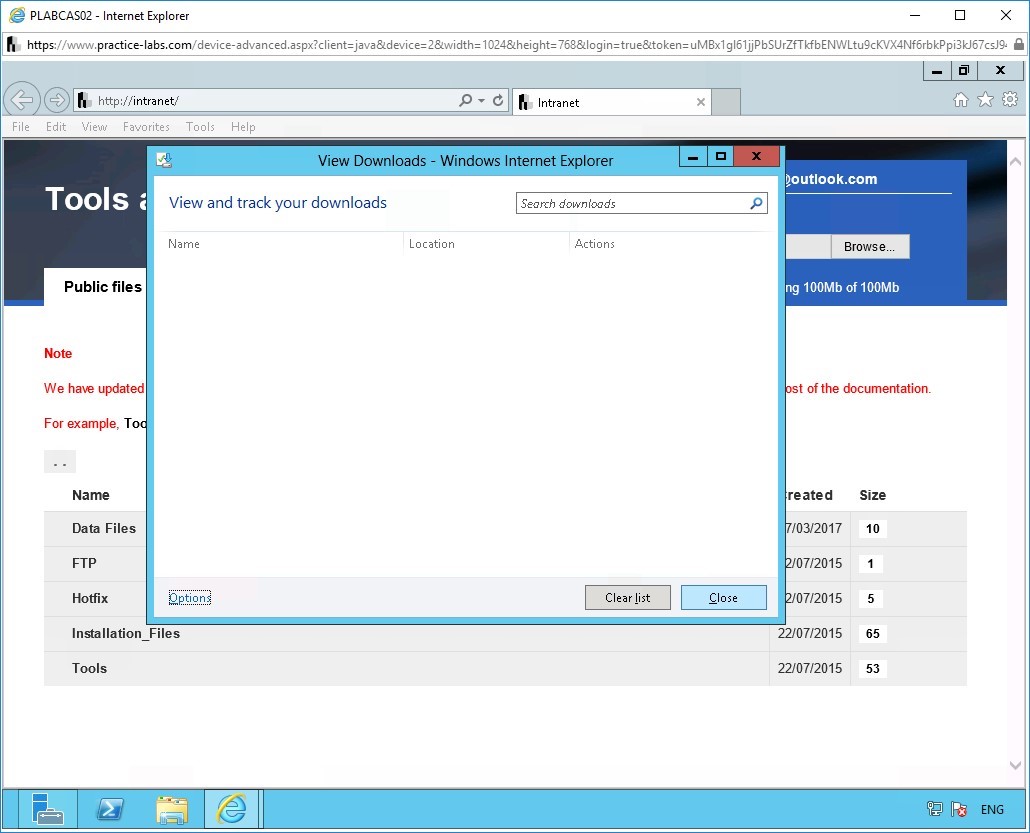 PLABCAS02 - Internet Explorer
https://www.practice-labs.com/device-advanced.aspx?client=java&device=2&width=1024&height=768&login=true&token=
http://intranet/
Intranet
File Edit View Favorites Tools Help
View Downloads - Windows Internet Explorer
Tools
@outlook.com
View and track your downloads
Search downloads
Name Location Actions
Browse...
Public files
ng 100Mb of 100Mb
Note
We have updated
ost of the documentation.
For example, Too
. .
Name
reated Size
Data Files
7/03/2017 10
FTP
2/07/2015 1
Hotfix
2/07/2015 5
Options Clear list Close
Installation_Files 22/07/2015 65
Tools 22/07/2015 53
ENG